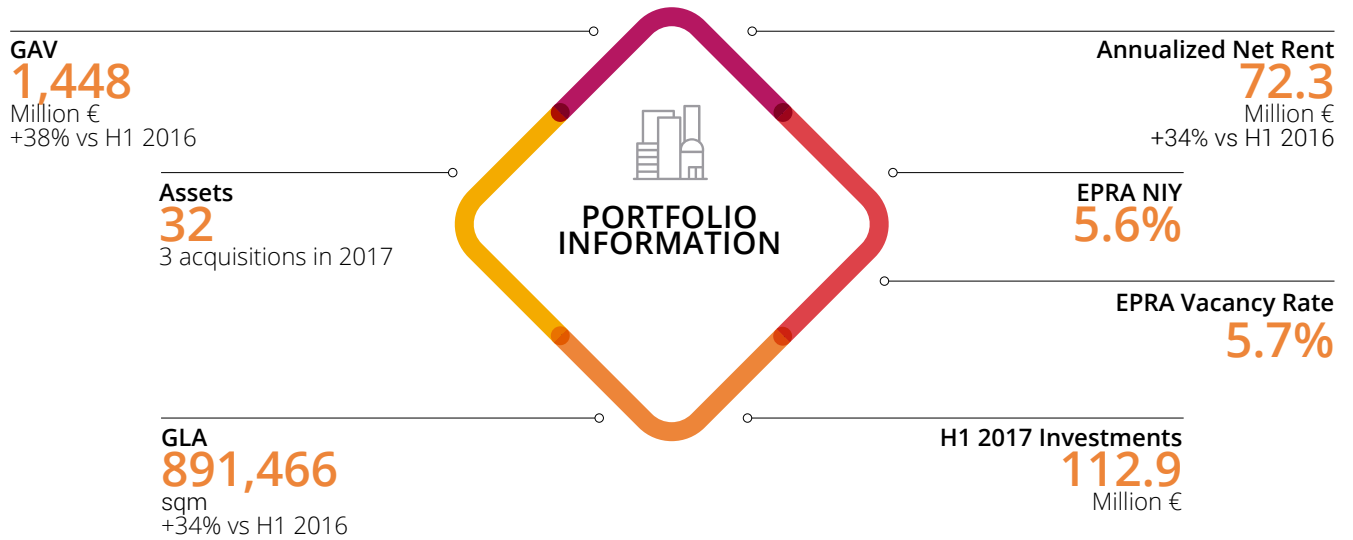 GAV
1,448
Million €
+38% vs H1 2016
Assets
32
3 acquisitions in 2017
GLA
891,466
sqm
+34% vs H1 2016
PORTFOLIO
INFORMATION
Annualized Net Rent
72.3
Million €
+34% vs H1 2016
EPRA NIY
5.6%
EPRA Vacancy Rate
5.7%
H1 2017 Investments
112.9
Million €